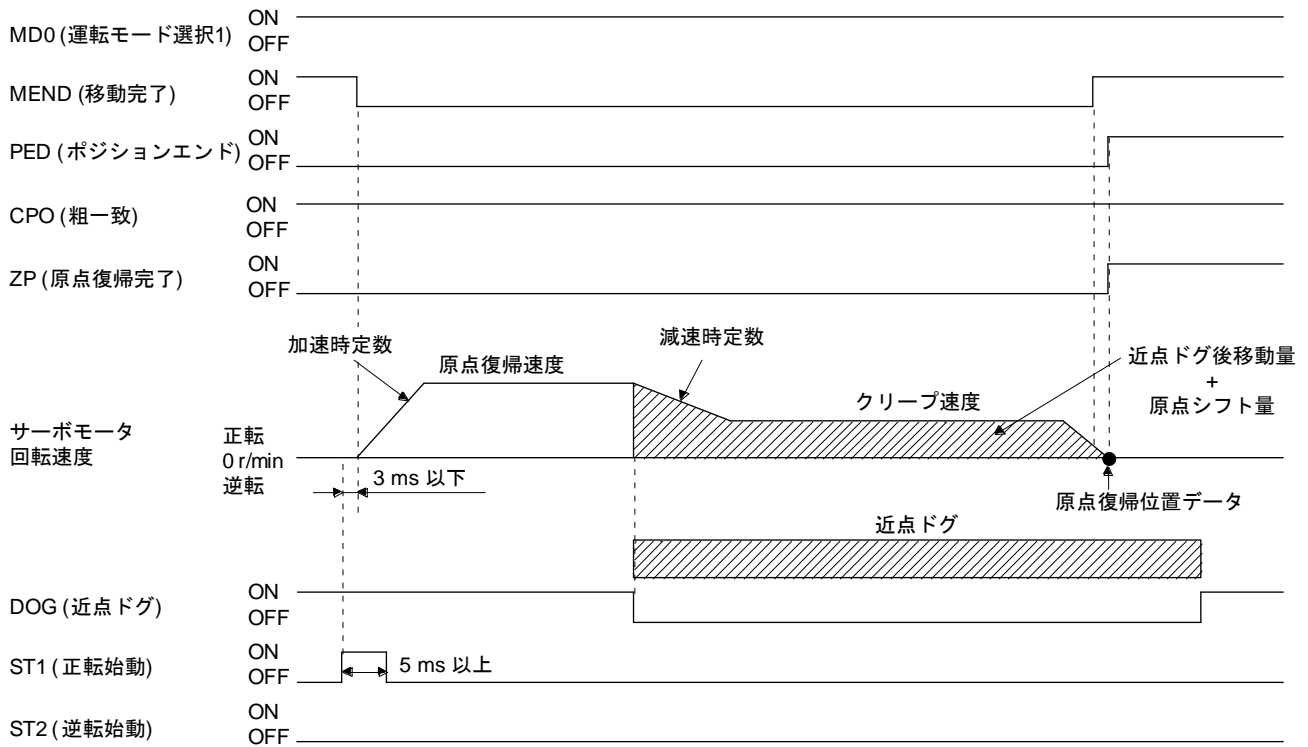 MD0 (運転モード選択1)
ON
OFF
MEND (移動完了)
ON
OFF
PED (ポジションエンド)
ON
OFF
CPO (粗一致)
ON
OFF
ZP (原点復帰完了)
ON
OFF
加速時定数
原点復帰速度
減速時定数
クリープ速度
近点ドグ後移動量
+
原点シフト量
サーボモータ
回転速度
正転
0 r/min
逆転
3 ms 以下
原点復帰位置データ
近点ドグ
DOG (近点ドグ)
ON
OFF
ST1 (正転始動)
ON
OFF
5 ms 以上
ST2 (逆転始動)
ON
OFF